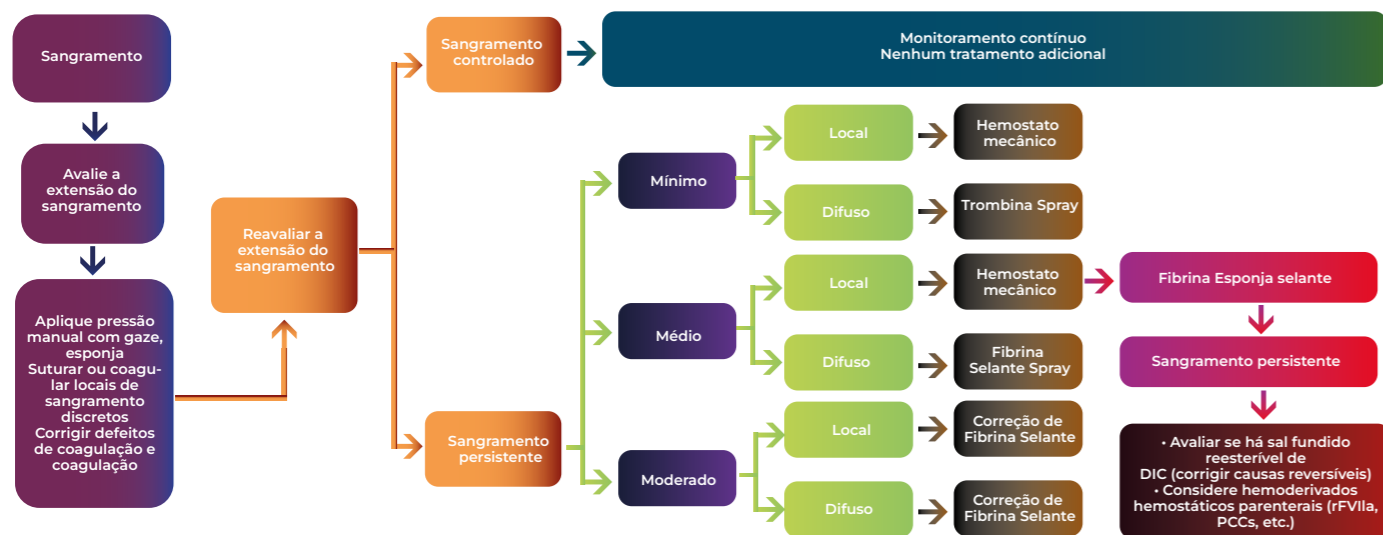 Sangramento
Avalie a
extensão do
sangramento
Aplique pressão
manual com gaze,
esponja
Suturar ou coagu-
lar locais de
sangramento
discretos
Corrigir defeitos
de coagulação e
coagulação
Reavaliar a
extensão do
sangramento
Sangramento
controlado
Monitoramento contínuo
Nenhum tratamento adicional
Sangramento
persistente
Mínimo
Local
Hemostato
mecânico
Difuso
Trombina Spray
Médio
Local
Hemostato
mecânico
Fibrina Esponja selante
Sangramento persistente
• Avaliar se há sal fundido
reesterível de
DIC (corrigir causas reversíveis)
• Considere hemoderivados
hemostáticos parenterais (rFVIIa,
PCCs, etc.)
Difuso
Fibrina
Selante Spray
Moderado
Local
Correção de
Fibrina Selante
Difuso
Correção de
Fibrina Selante